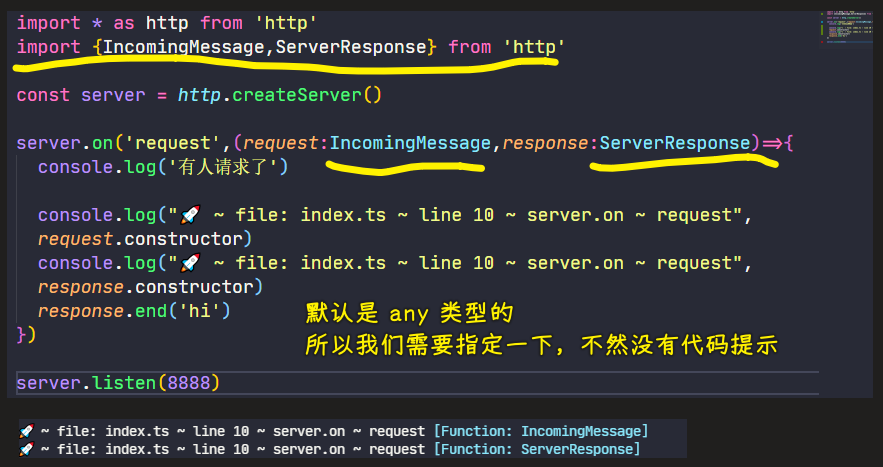 import * as http from 'http'
import {IncomingMessage,ServerResponse} from 'http'
const server = http.createServer()
server.on('request',(request:IncomingMessage,response:ServerResponse)=>{
console.log('有人请求了')
console.log("🚀 ~ file: index.ts ~ line 10 ~ server.on ~ request",
request.constructor)
console.log("🚀 ~ file: index.ts ~ line 10 ~ server.on ~ request",
response.constructor)
response.end('hi')
})
默认是 any 类型的
所以我们需要指定一下，不然没有代码提示
server.listen(8888)
🚀 ~ file: index.ts ~ line 10 ~ server.on ~ request [Function: IncomingMessage]
🚀 ~ file: index.ts ~ line 10 ~ server.on ~ request [Function: ServerResponse]